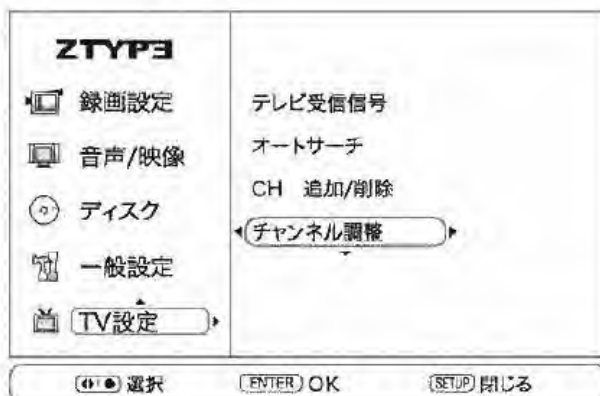 ZTYPE
録画設定
音声/映像
ディスク
一般設定
TV設定
テレビ受信信号
オートサーチ
CH 追加/削除
チャンネル調整
選択 ENTER OK SETUP 閉じる